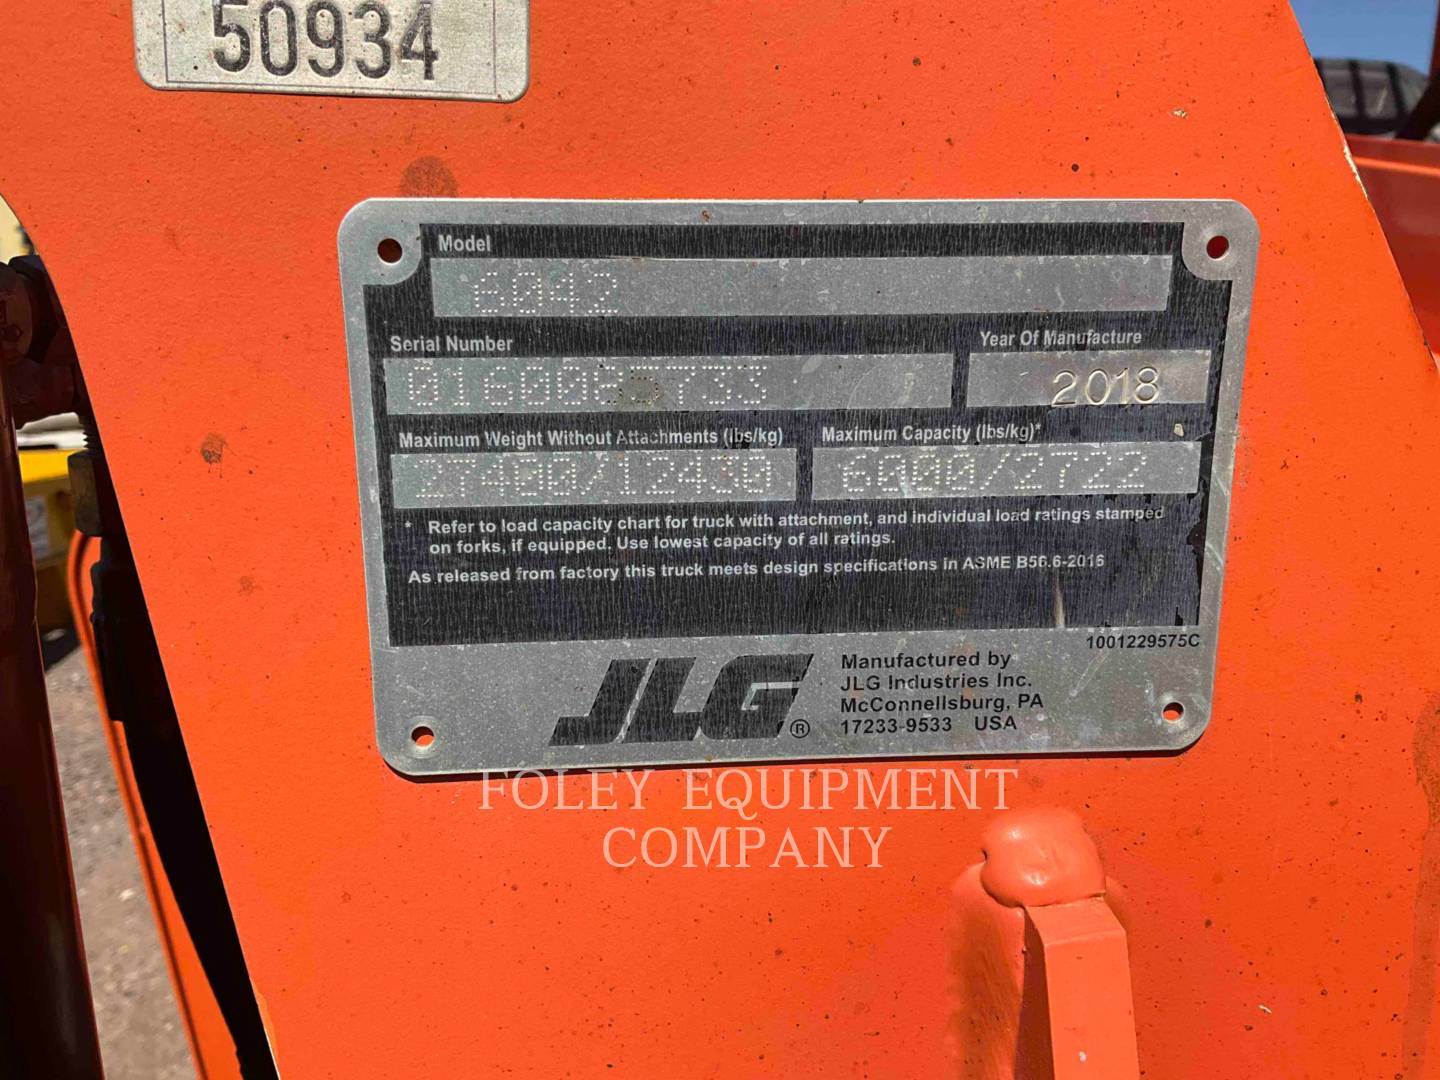 50934
Model
6042
Serial Number
Year Of Manufacture
0160085733
2018
Maximum Weight Without Attachments (lbs/kg)
Maximum Capacity (lbs/kg)*
27400/12430
6000/2722
* Refer to load capacity chart for truck with attachment, and individual load ratings stamped
on forks, if equipped. Use lowest capacity of all ratings.
As released from factory this truck meets design specifications in ASME B56.6-2016
1001229575C
JLG®
Manufactured by
JLG Industries Inc.
McConnellsburg, PA
17233-9533 USA
FOLEY EQUIPMENT
COMPANY